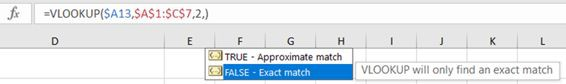 fx =VLOOKUP($A13,$A$1:$C$7,2,)
D E F G H I J K L
TRUE - Approximate match
FALSE - Exact match VLOOKUP will only find an exact match